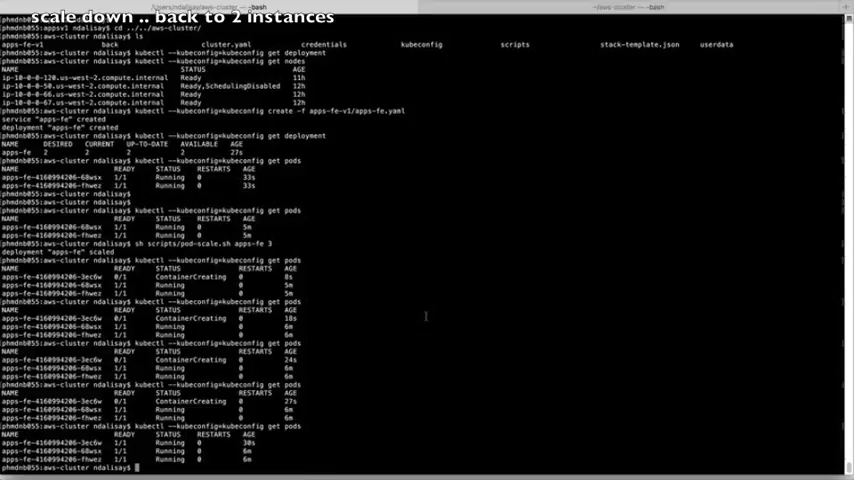 scale down .. back to 2 instances
/Users/ndalisay/aws-cluster — -bash
~/aws-cluster — -bash
phmdnb055:appsv1 ndalisay$ cd ../../aws-cluster/
phmdnb055:aws-cluster ndalisay$ ls
apps-fe-v1 back cluster.yaml credentials kubeconfig scripts stack-template.json userdata
phmdnb055:aws-cluster ndalisay$ kubectl --kubeconfig=kubeconfig get deployment
phmdnb055:aws-cluster ndalisay$ kubectl --kubeconfig=kubeconfig get nodes
NAME STATUS AGE
ip-10-0-0-120.us-west-2.compute.internal Ready 11h
ip-10-0-0-50.us-west-2.compute.internal Ready,SchedulingDisabled 12h
ip-10-0-0-66.us-west-2.compute.internal Ready 12h
ip-10-0-0-67.us-west-2.compute.internal Ready 12h
phmdnb055:aws-cluster ndalisay$ kubectl --kubeconfig=kubeconfig create -f apps-fe-v1/apps-fe.yaml
service "apps-fe" created
deployment "apps-fe" created
phmdnb055:aws-cluster ndalisay$ kubectl --kubeconfig=kubeconfig get deployment
NAME DESIRED CURRENT UP-TO-DATE AVAILABLE AGE
apps-fe 2 2 2 2 27s
phmdnb055:aws-cluster ndalisay$ kubectl --kubeconfig=kubeconfig get pods
NAME READY STATUS RESTARTS AGE
apps-fe-4160994206-68wsx 1/1 Running 0 33s
apps-fe-4160994206-fhwez 1/1 Running 0 33s
phmdnb055:aws-cluster ndalisay$
phmdnb055:aws-cluster ndalisay$
phmdnb055:aws-cluster ndalisay$ kubectl --kubeconfig=kubeconfig get pods
NAME READY STATUS RESTARTS AGE
apps-fe-4160994206-68wsx 1/1 Running 0 5m
apps-fe-4160994206-fhwez 1/1 Running 0 5m
phmdnb055:aws-cluster ndalisay$ sh scripts/pod-scale.sh apps-fe 3
deployment "apps-fe" scaled
phmdnb055:aws-cluster ndalisay$ kubectl --kubeconfig=kubeconfig get pods
NAME READY STATUS RESTARTS AGE
apps-fe-4160994206-3ec6w 0/1 ContainerCreating 0 8s
apps-fe-4160994206-68wsx 1/1 Running 0 5m
apps-fe-4160994206-fhwez 1/1 Running 0 5m
phmdnb055:aws-cluster ndalisay$ kubectl --kubeconfig=kubeconfig get pods
NAME READY STATUS RESTARTS AGE
apps-fe-4160994206-3ec6w 0/1 ContainerCreating 0 18s
apps-fe-4160994206-68wsx 1/1 Running 0 6m
apps-fe-4160994206-fhwez 1/1 Running 0 6m
phmdnb055:aws-cluster ndalisay$ kubectl --kubeconfig=kubeconfig get pods
NAME READY STATUS RESTARTS AGE
apps-fe-4160994206-3ec6w 0/1 ContainerCreating 0 24s
apps-fe-4160994206-68wsx 1/1 Running 0 6m
apps-fe-4160994206-fhwez 1/1 Running 0 6m
phmdnb055:aws-cluster ndalisay$ kubectl --kubeconfig=kubeconfig get pods
NAME READY STATUS RESTARTS AGE
apps-fe-4160994206-3ec6w 0/1 ContainerCreating 0 27s
apps-fe-4160994206-68wsx 1/1 Running 0 6m
apps-fe-4160994206-fhwez 1/1 Running 0 6m
phmdnb055:aws-cluster ndalisay$ kubectl --kubeconfig=kubeconfig get pods
NAME READY STATUS RESTARTS AGE
apps-fe-4160994206-3ec6w 1/1 Running 0 30s
apps-fe-4160994206-68wsx 1/1 Running 0 6m
apps-fe-4160994206-fhwez 1/1 Running 0 6m
phmdnb055:aws-cluster ndalisay$